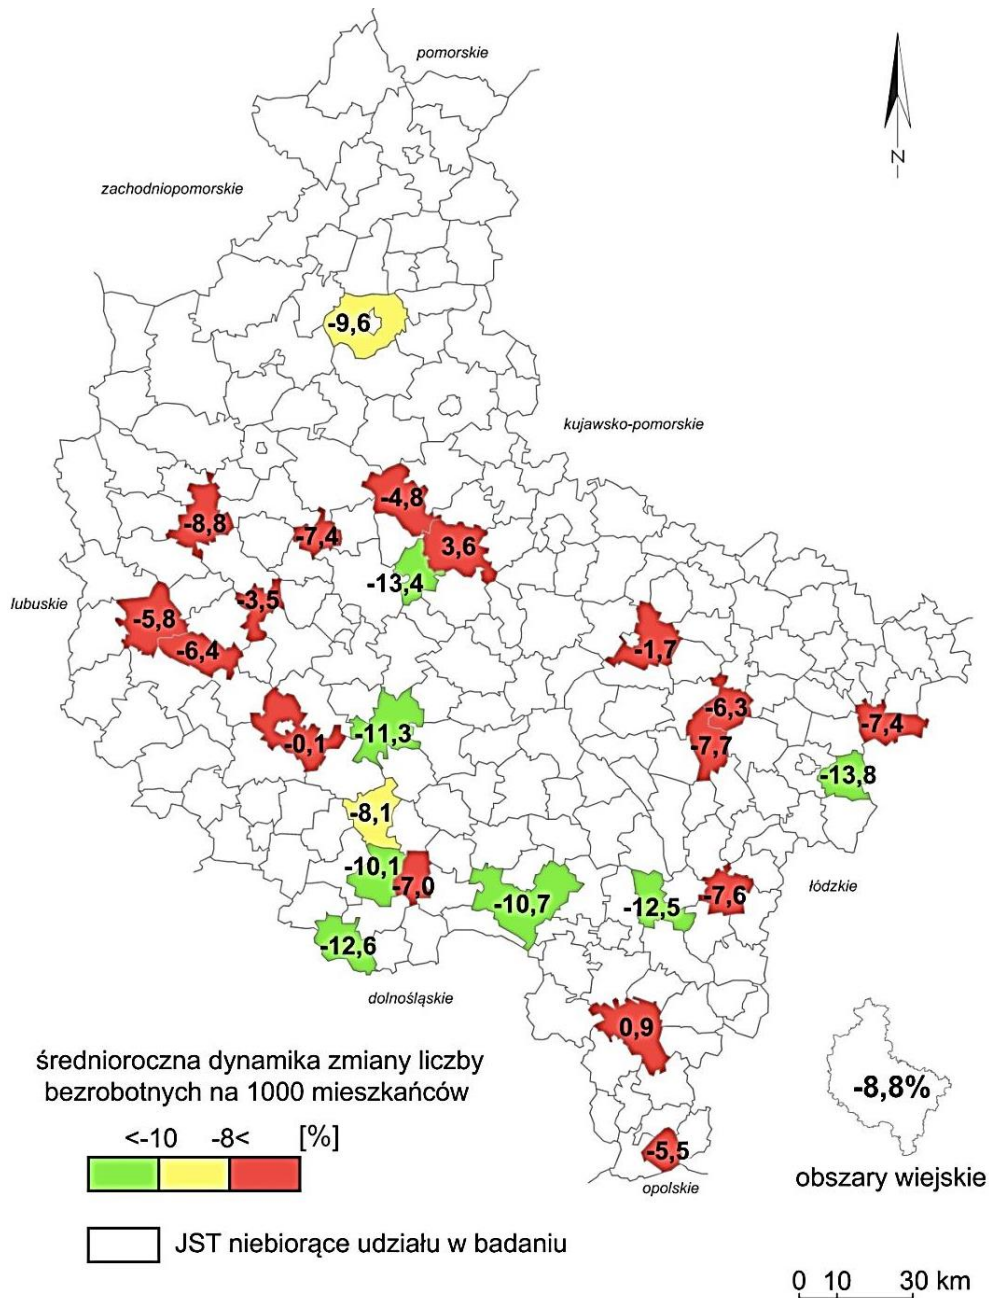 pomorskie
N
zachodniopomorskie
-9,6
kujawsko-pomorskie
-4,8
-8,8
-7,4
3,6
-13,4
lubuskie
-3,5
-5,8
-6,4
-1,7
-6,3
-7,4
-11,3
-0,1
-7,7
-13,8
-8,1
-10,1
-7,0
łódzkie
-7,6
-10,7
-12,5
-12,6
dolnośląskie
0,9
średnioroczna dynamika zmiany liczby
bezrobotnych na 1000 mieszkańców
-8,8%
<-10 -8< [%]
-5,5
obszary wiejskie
opolskie
JST niebiorące udziału w badaniu
0 10 30 km